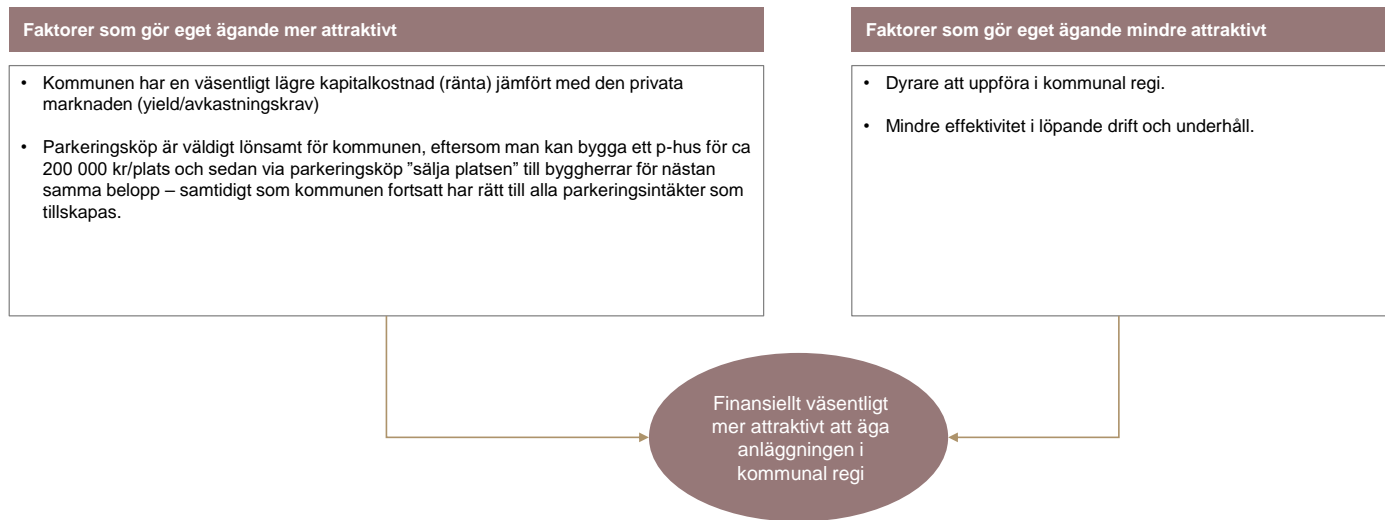 Faktorer som gör eget ägande mer attraktivt
• Kommunen har en väsentligt lägre kapitalkostnad (ränta) jämfört med den privata
marknaden (yield/avkastningskrav)
• Parkeringsköp är väldigt lönsamt för kommunen, eftersom man kan bygga ett p-hus för ca
200 000 kr/plats och sedan via parkeringsköp ”sälja platsen” till byggherrar för nästan
samma belopp – samtidigt som kommunen fortsatt har rätt till alla parkeringsintäkter som
tillskapas.
Faktorer som gör eget ägande mindre attraktivt
• Dyrare att uppföra i kommunal regi.
• Mindre effektivitet i löpande drift och underhåll.
Finansiellt väsentligt
mer attraktivt att äga
anläggningen i
kommunal regi